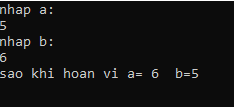 nhap a:
5
nhap b:
6
sao khi hoan vi a= 6  b=5